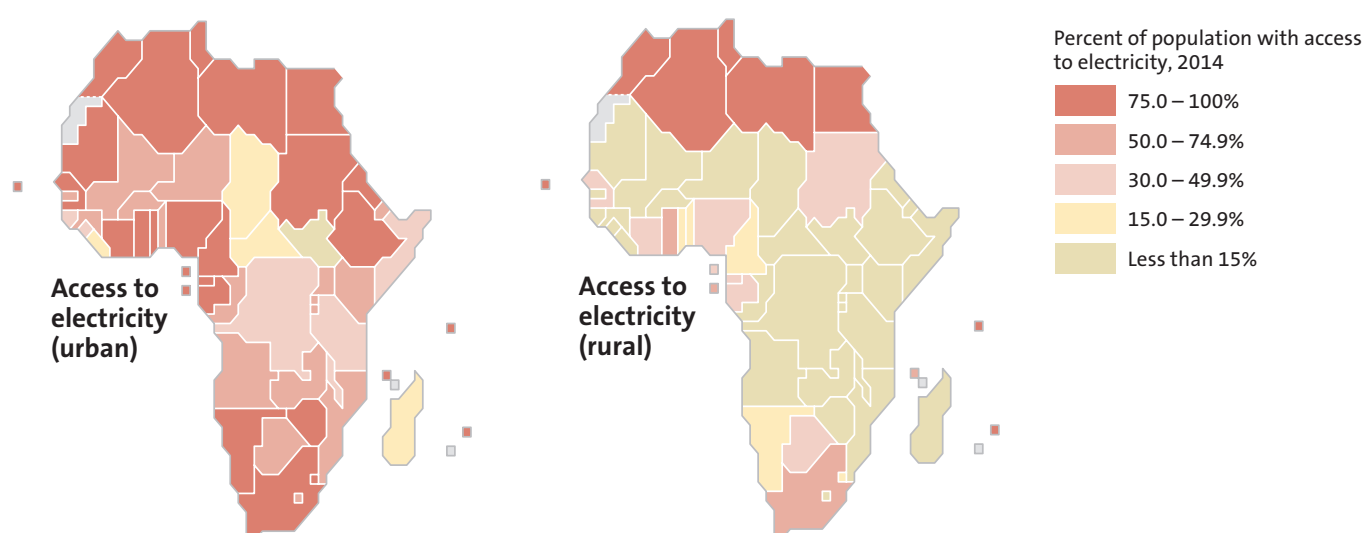 Access to
electricity
(urban)
Access to
electricity
(rural)
Percent of population with access
to electricity, 2014
75.0 – 100%
50.0 – 74.9%
30.0 – 49.9%
15.0 – 29.9%
Less than 15%